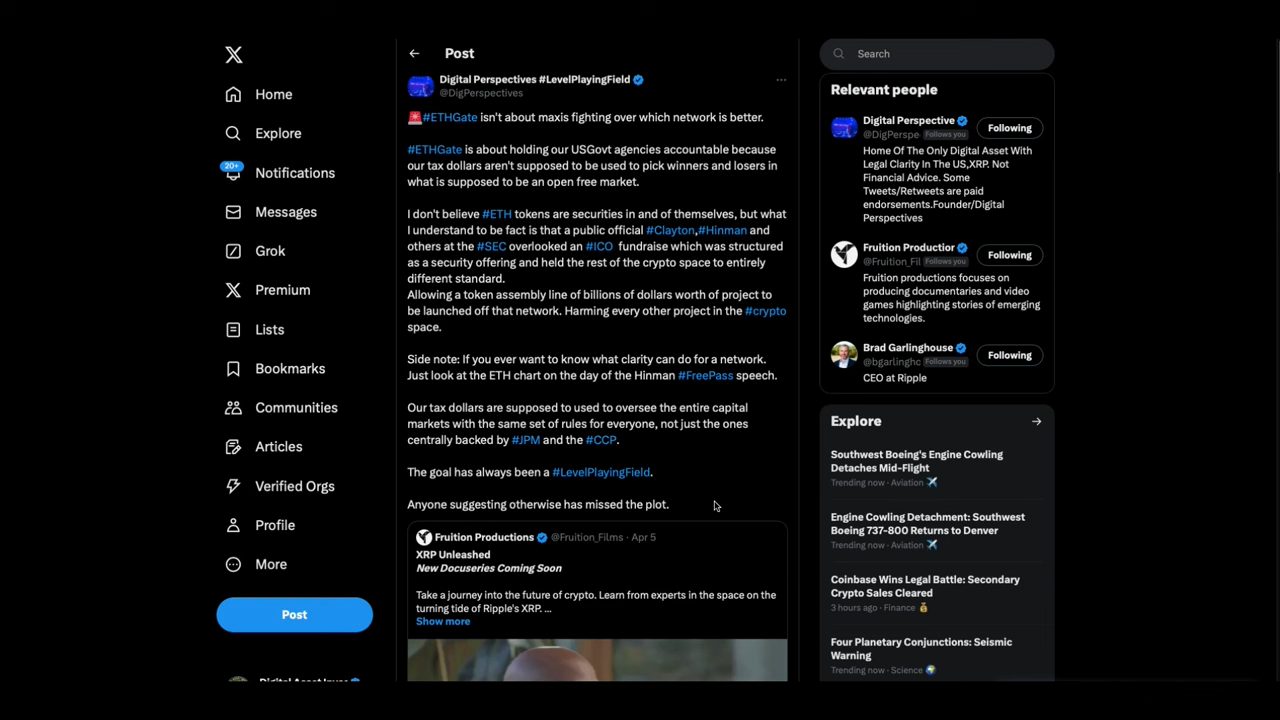 Home
Explore
20+
Notifications
Messages
Grok
Premium
Lists
Bookmarks
Communities
Articles
Verified Orgs
Profile
More
Post
Post
Digital Perspectives #LevelPlayingField
@DigPerspectives
🚨#ETHGate isn't about maxis fighting over which network is better.
#ETHGate is about holding our USGovt agencies accountable because
our tax dollars aren't supposed to be used to pick winners and losers in
what is supposed to be an open free market.
I don't believe #ETH tokens are securities in and of themselves, but what
I understand to be fact is that a public official #Clayton,#Hinman and
others at the #SEC overlooked an #ICO fundraise which was structured
as a security offering and held the rest of the crypto space to entirely
different standard.
Allowing a token assembly line of billions of dollars worth of project to
be launched off that network. Harming every other project in the #crypto
space.
Side note: If you ever want to know what clarity can do for a network.
Just look at the ETH chart on the day of the Hinman #FreePass speech.
Our tax dollars are supposed to used to oversee the entire capital
markets with the same set of rules for everyone, not just the ones
centrally backed by #JPM and the #CCP.
The goal has always been a #LevelPlayingField.
Anyone suggesting otherwise has missed the plot.
Fruition Productions @Fruition_Films · Apr 5
XRP Unleashed
New Docuseries Coming Soon
Take a journey into the future of crypto. Learn from experts in the space on the
turning tide of Ripple's XRP. ...
Show more
Search
Relevant people
Digital Perspective
@DigPerspe Follows you
Following
Home Of The Only Digital Asset With
Legal Clarity In The US,XRP. Not
Financial Advice. Some
Tweets/Retweets are paid
endorsements.Founder/Digital
Perspectives
Fruition Production
@Fruition_Fil Follows you
Following
Fruition productions focuses on
producing documentaries and video
games highlighting stories of emerging
technologies.
Brad Garlinghouse
@bgarlinghc Follows you
Following
CEO at Ripple
Explore
Southwest Boeing's Engine Cowling
Detaches Mid-Flight
Trending now · Aviation ✈️
Engine Cowling Detachment: Southwest
Boeing 737-800 Returns to Denver
Trending now · Aviation ✈️
Coinbase Wins Legal Battle: Secondary
Crypto Sales Cleared
3 hours ago · Finance 💰
Four Planetary Conjunctions: Seismic
Warning
Trending now · Science 🌍